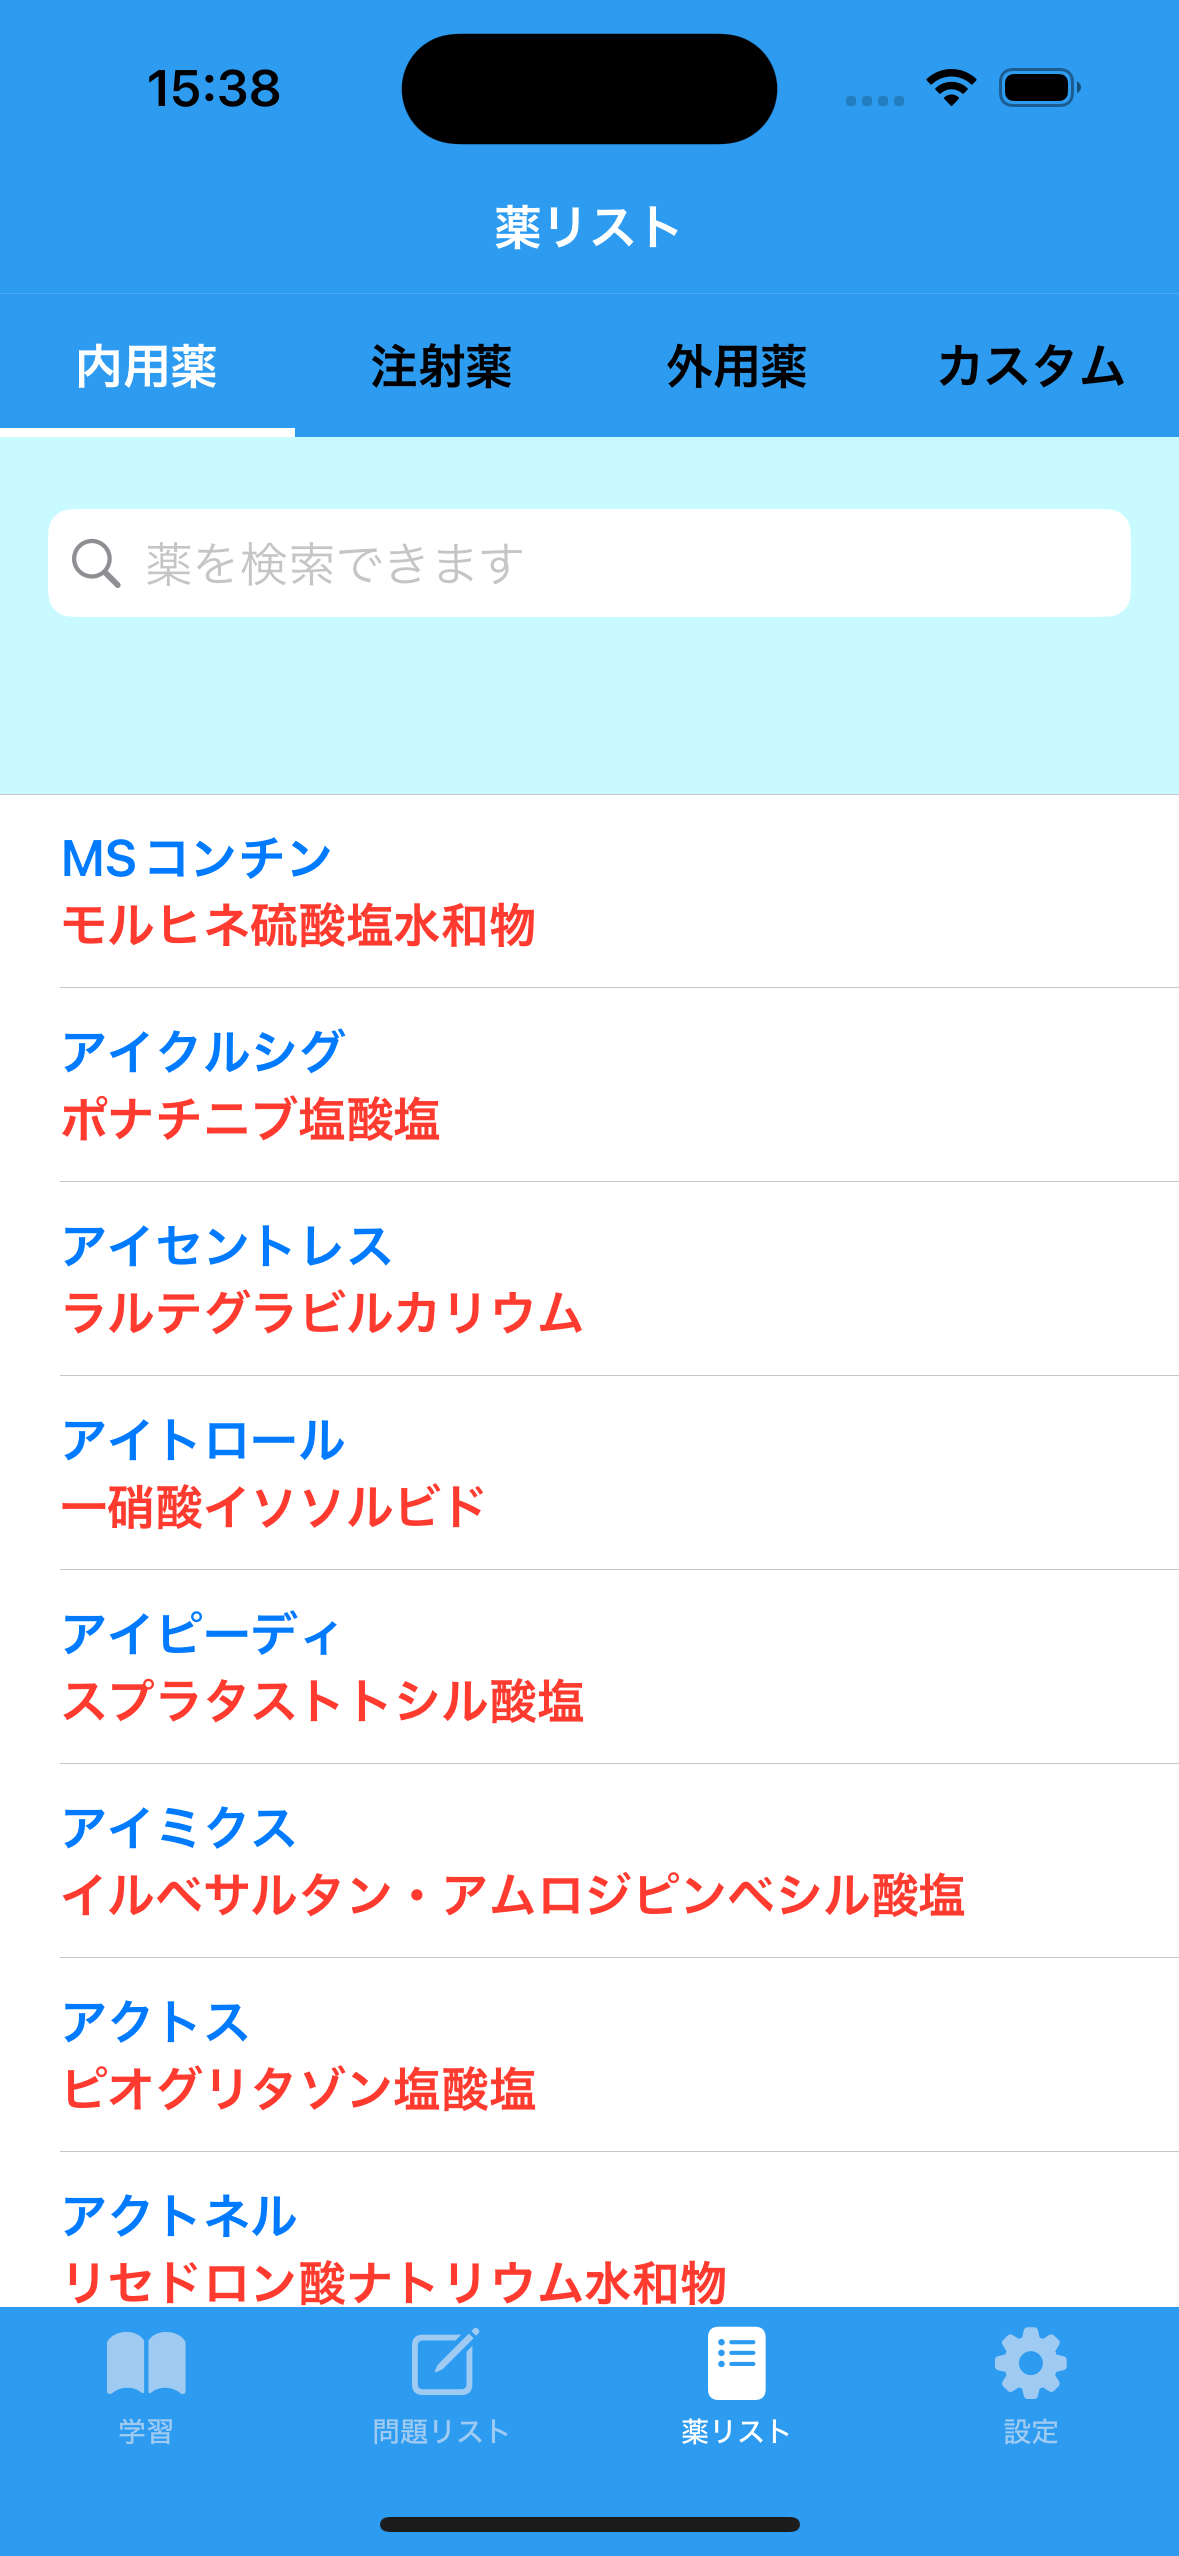 15:38
薬リスト
内用薬 注射薬 外用薬 カスタム
薬を検索できます
MSコンチン
モルヒネ硫酸塩水和物
アイクルシグ
ポナチニブ塩酸塩
アイセントレス
ラルテグラビルカリウム
アイトロール
一硝酸イソソルビド
アイピーディ
スプラタストトシル酸塩
アイミクス
イルベサルタン・アムロジピンベシル酸塩
アクトス
ピオグリタゾン塩酸塩
アクトネル
リセドロン酸ナトリウム水和物
学習 問題リスト 薬リスト 設定